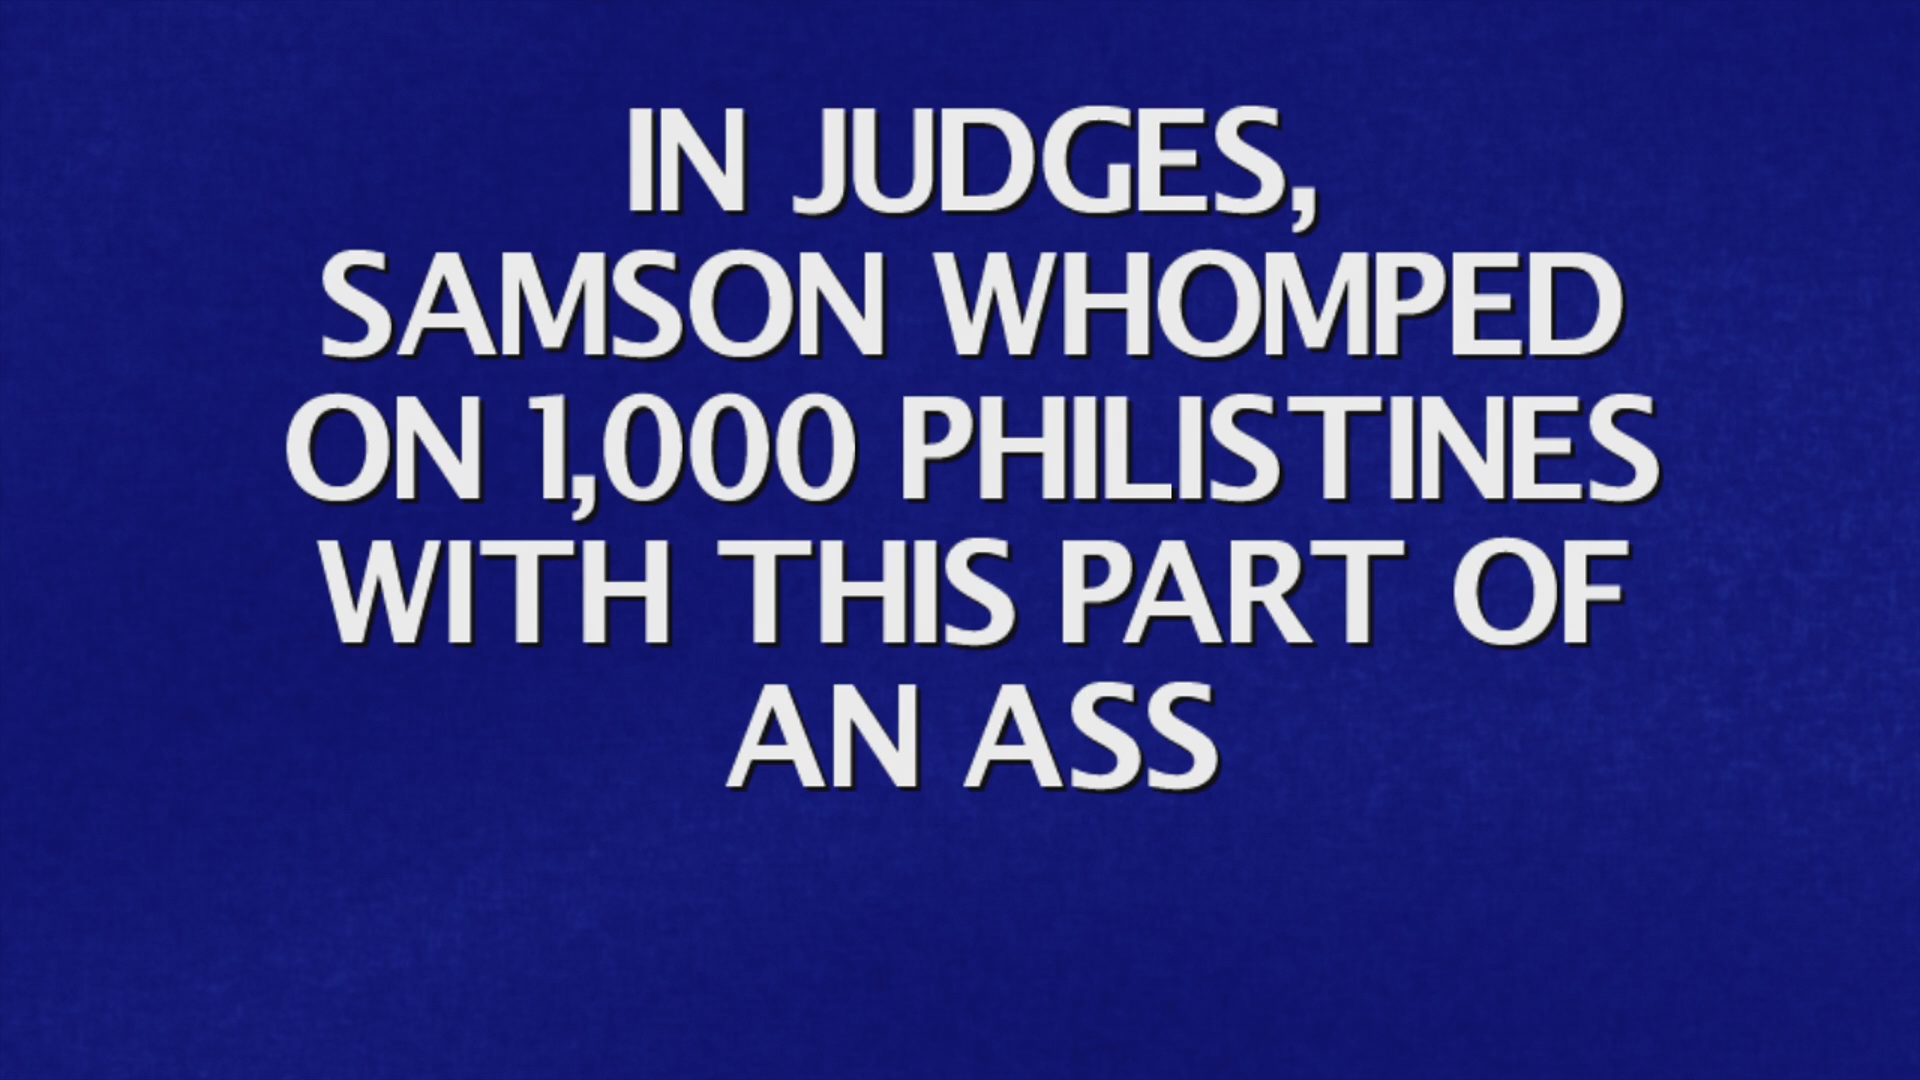 IN JUDGES,
SAMSON WHOMPED
ON 1,000 PHILISTINES
WITH THIS PART OF
AN ASS